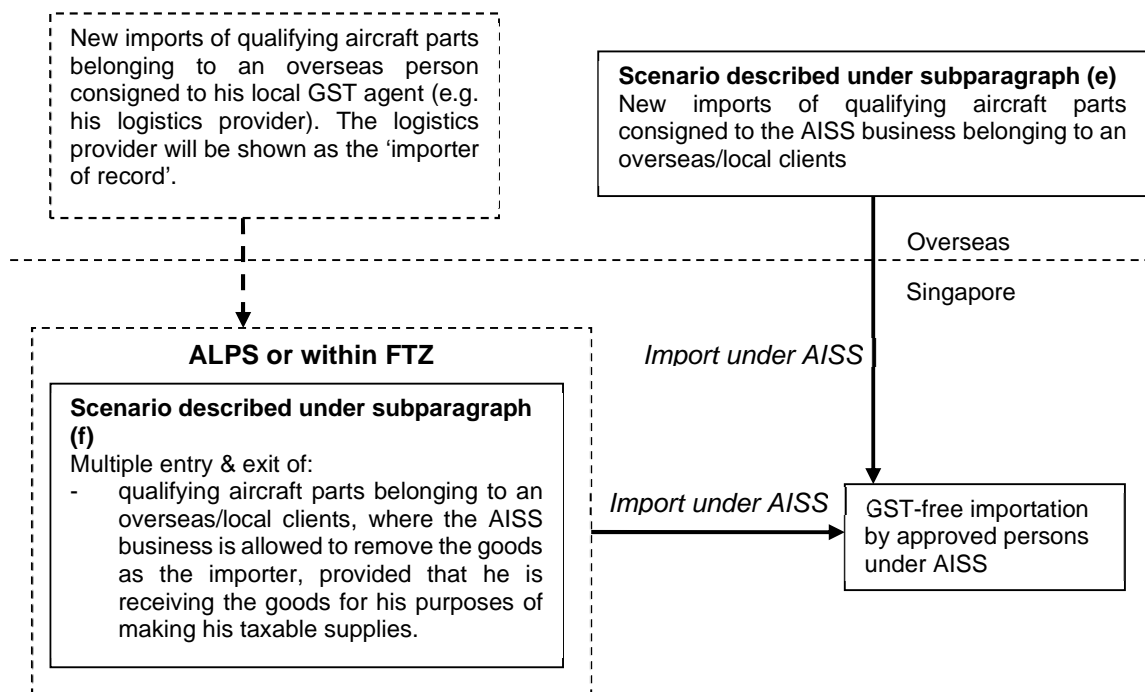 New imports of qualifying aircraft parts
belonging to an overseas person
consigned to his local GST agent (e.g.
his logistics provider). The logistics
provider will be shown as the ‘importer
of record’.
Scenario described under subparagraph (e)
New imports of qualifying aircraft parts
consigned to the AISS business belonging to an
overseas/local clients
Overseas
Singapore
ALPS or within FTZ
Import under AISS
Scenario described under subparagraph
(f)
Multiple entry & exit of:
- qualifying aircraft parts belonging to an
overseas/local clients, where the AISS
business is allowed to remove the goods
as the importer, provided that he is
receiving the goods for his purposes of
making his taxable supplies.
Import under AISS
GST-free importation
by approved persons
under AISS